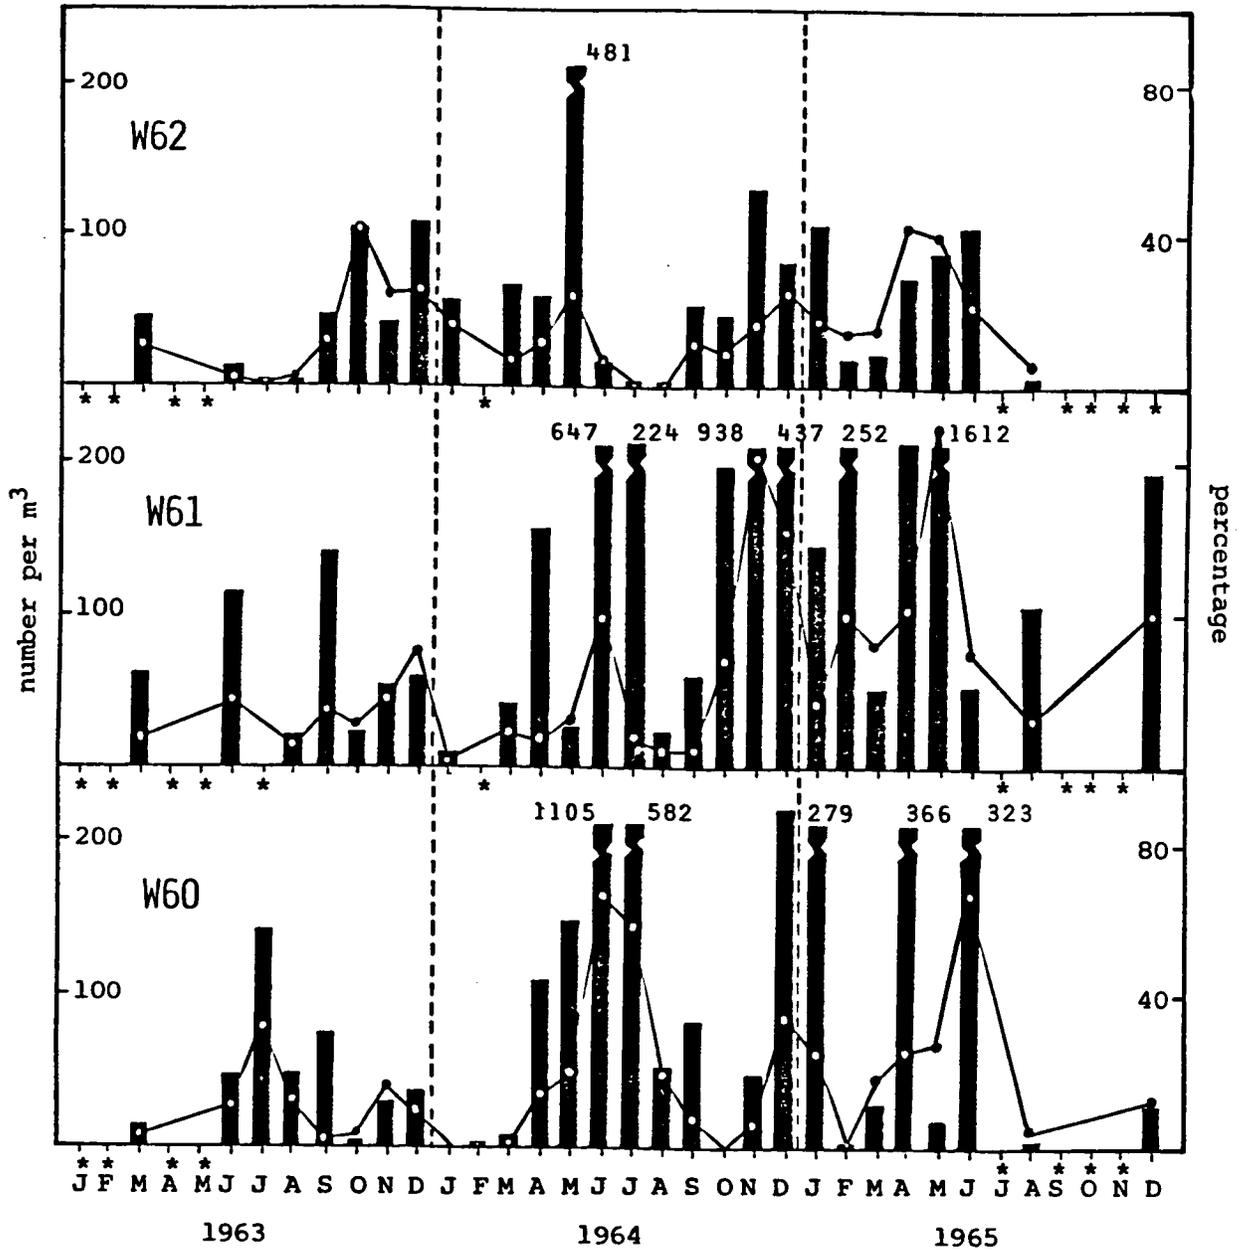 481
200
80
W62
100
40
* * * * * * * * * *
647 224 938 437 252 1612
200
W61
number per m³
percentage
100
* * * * * * * * * *
1105 582 279 366 323
200
80
W60
100
40
* * * * * * * *
J F M A M J J A S O N D J F M A M J J A S O N D J F M A M J J A S O N D
1963 1964 1965